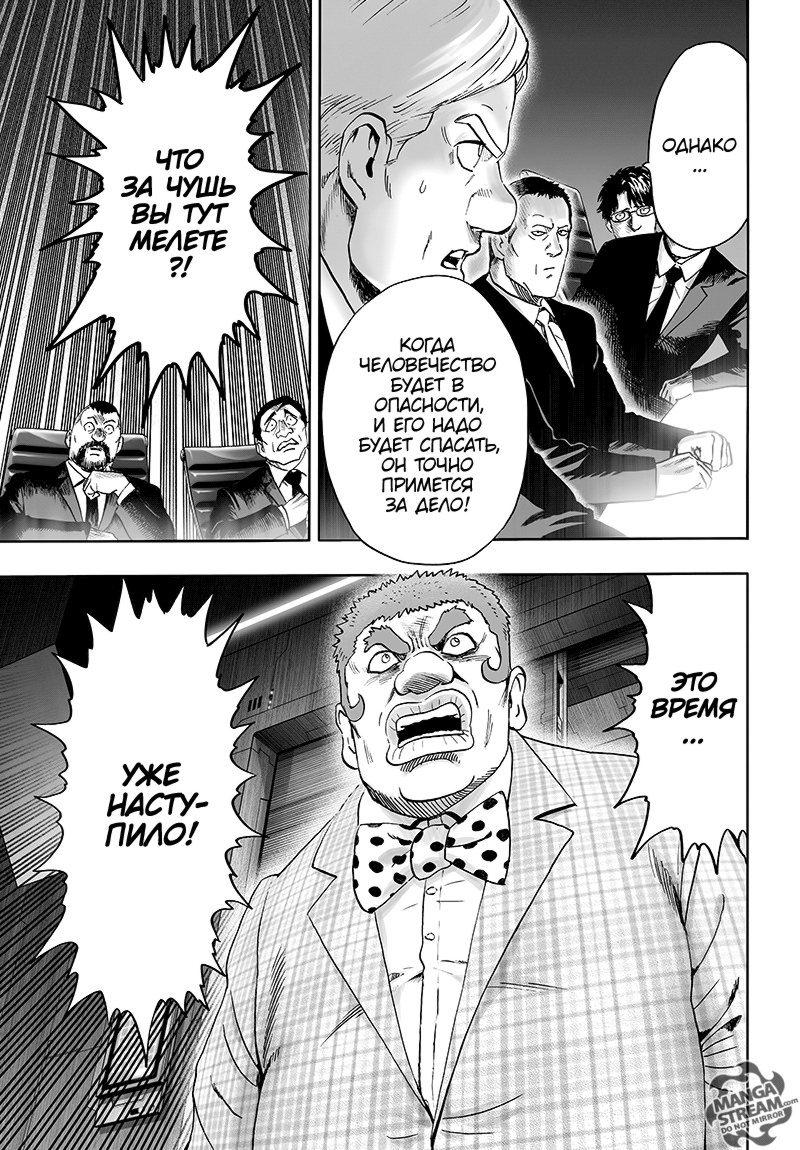 ОДНАКО
...
КОГДА
ЧЕЛОВЕЧЕСТВО
БУДЕТ В
ОПАСНОСТИ,
И ЕГО НАДО
БУДЕТ СПАСАТЬ,
ОН ТОЧНО
ПРИМЕТСЯ
ЗА ДЕЛО!
ЧТО
ЗА ЧУШЬ
ВЫ ТУТ
МЕЛЕТЕ
?!
ЭТО
ВРЕМЯ
...
УЖЕ
НАСТУ-
ПИЛО!
MANGA
STREAM.com
DO NOT MIRROR